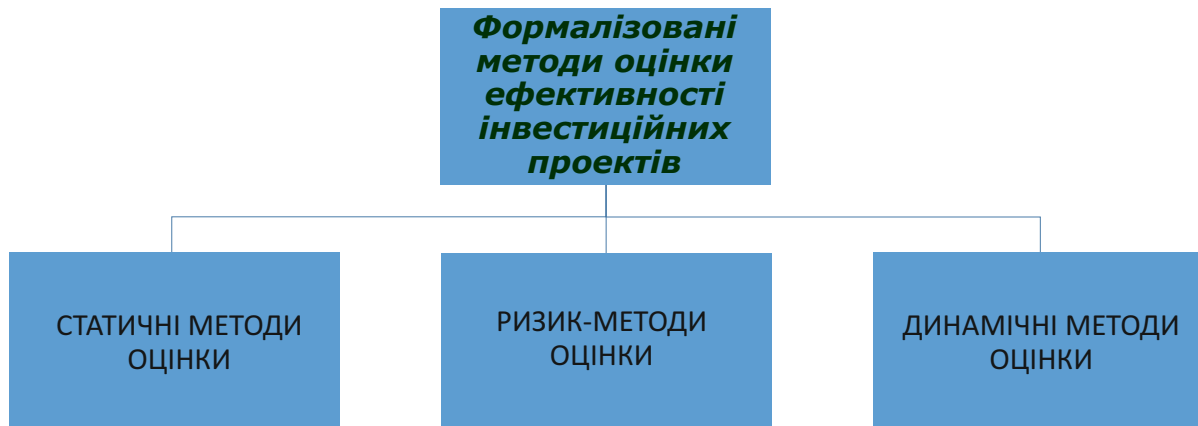 Формалізовані
методи оцінки
ефективності
інвестиційних
проектів
СТАТИЧНІ МЕТОДИ
ОЦІНКИ
РИЗИК-МЕТОДИ
ОЦІНКИ
ДИНАМІЧНІ МЕТОДИ
ОЦІНКИ